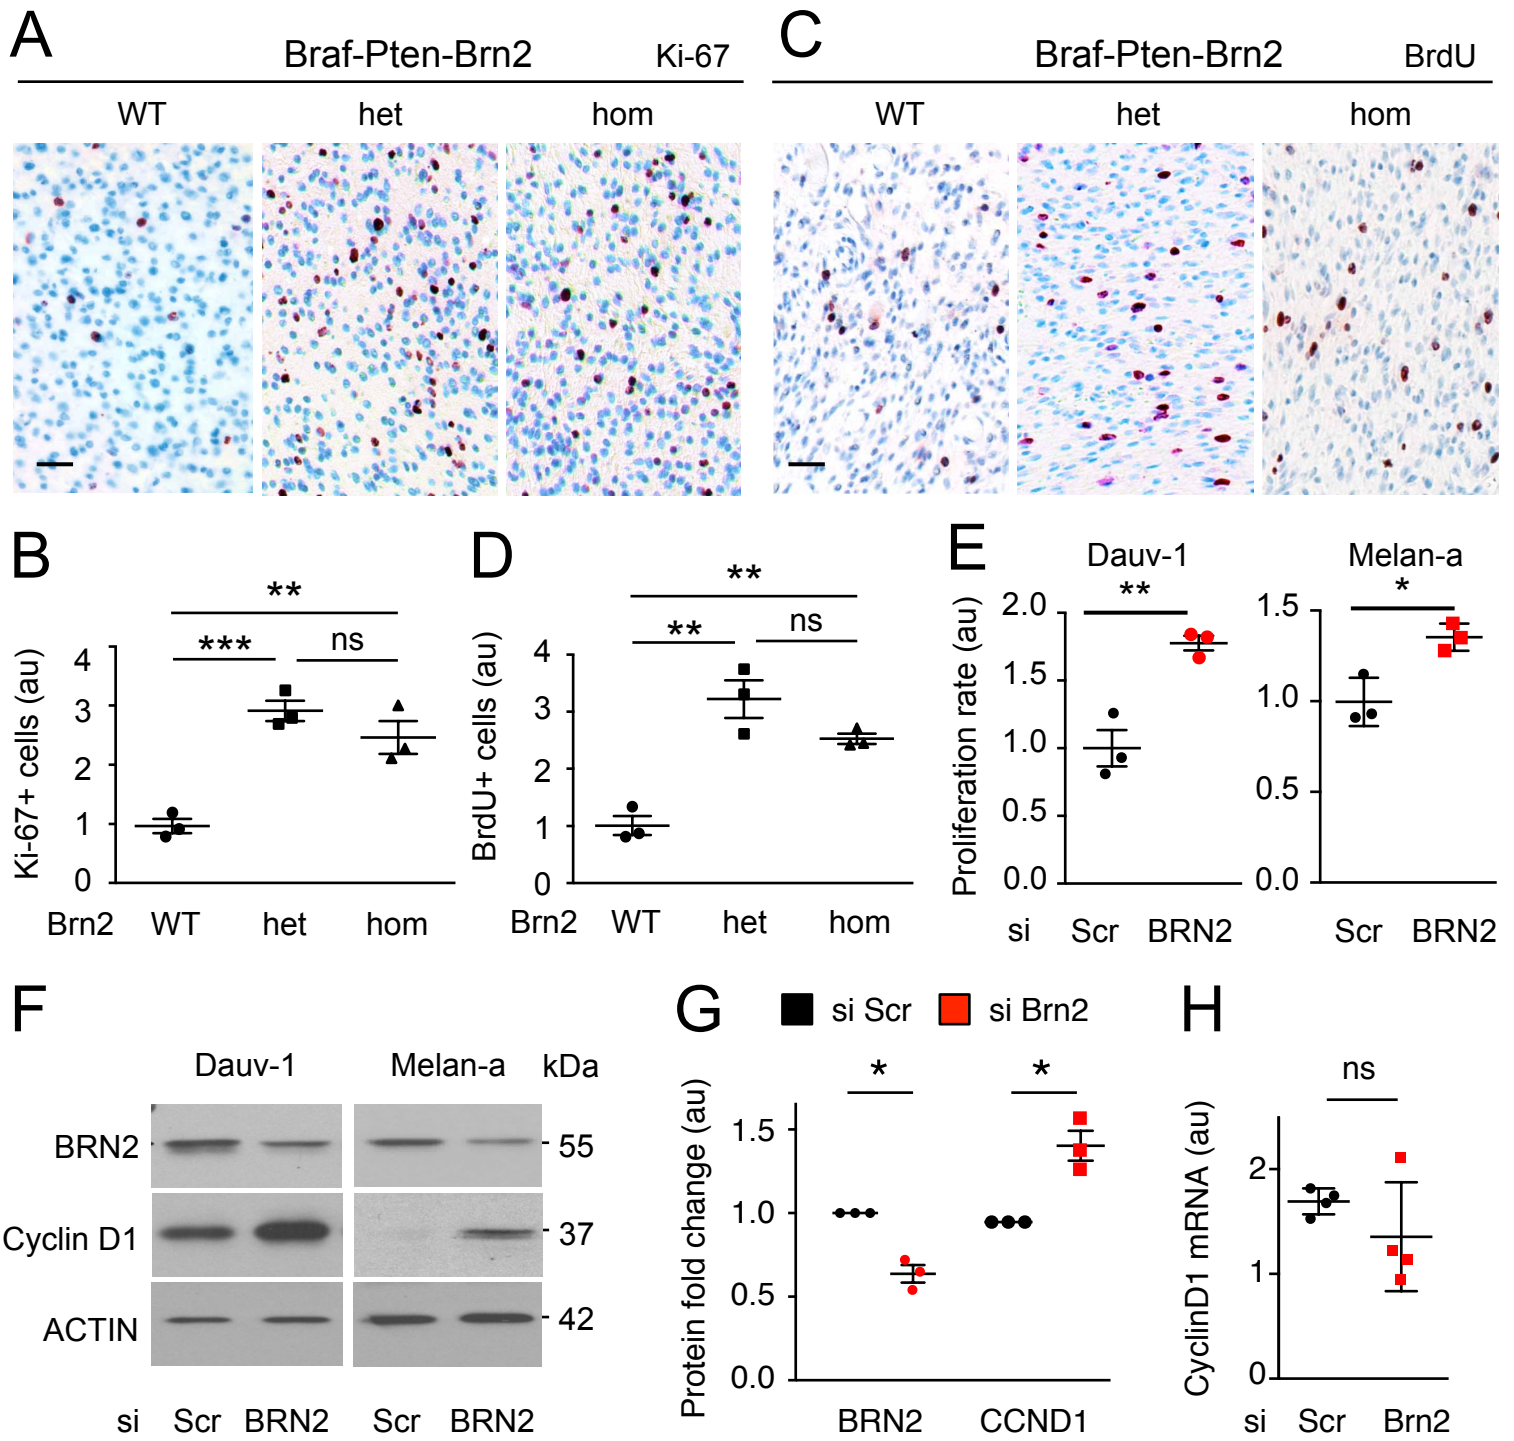 A
Braf-Pten-Brn2 Ki-67
WT het hom
C
Braf-Pten-Brn2 BrdU
WT het hom
B
**
*** ns
Ki-67+ cells (au)
4
3
2
1
0
Brn2 WT het hom
D
**
** ns
BrdU+ cells (au)
4
3
2
1
0
Brn2 WT het hom
E
Dauv-1 Melan-a
** *
Proliferation rate (au)
2.0
1.5
1.0
0.5
0.0
1.5
1.0
0.5
0.0
si Scr BRN2 Scr BRN2
F
Dauv-1 Melan-a kDa
BRN2 55
Cyclin D1 37
ACTIN 42
si Scr BRN2 Scr BRN2
G
si Scr si Brn2
* *
Protein fold change (au)
1.5
1.0
0.5
0.0
BRN2 CCND1
H
ns
CyclinD1 mRNA (au)
2
1
0
si Scr Brn2